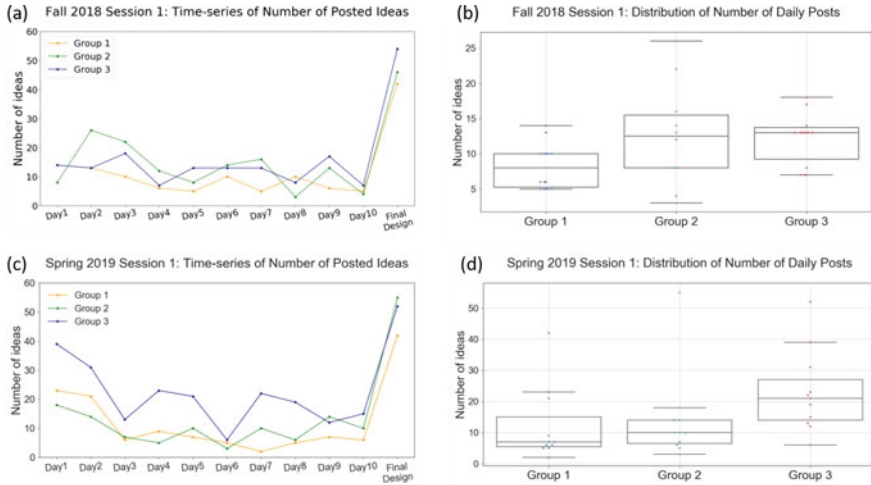 (a) Fall 2018 Session 1: Time-series of Number of Posted Ideas
Group 1
Group 2
Group 3
Number of ideas
60
50
40
30
20
10
0
Day1 Day2 Day3 Day4 Day5 Day6 Day7 Day8 Day9 Day10 Final Design
(b) Fall 2018 Session 1: Distribution of Number of Daily Posts
Number of ideas
25
20
15
10
5
Group 1 Group 2 Group 3
(c) Spring 2019 Session 1: Time-series of Number of Posted Ideas
Group 1
Group 2
Group 3
Number of ideas
60
50
40
30
20
10
0
Day1 Day2 Day3 Day4 Day5 Day6 Day7 Day8 Day9 Day10 Final Design
(d) Spring 2019 Session 1: Distribution of Number of Daily Posts
Number of ideas
50
40
30
20
10
0
Group 1 Group 2 Group 3